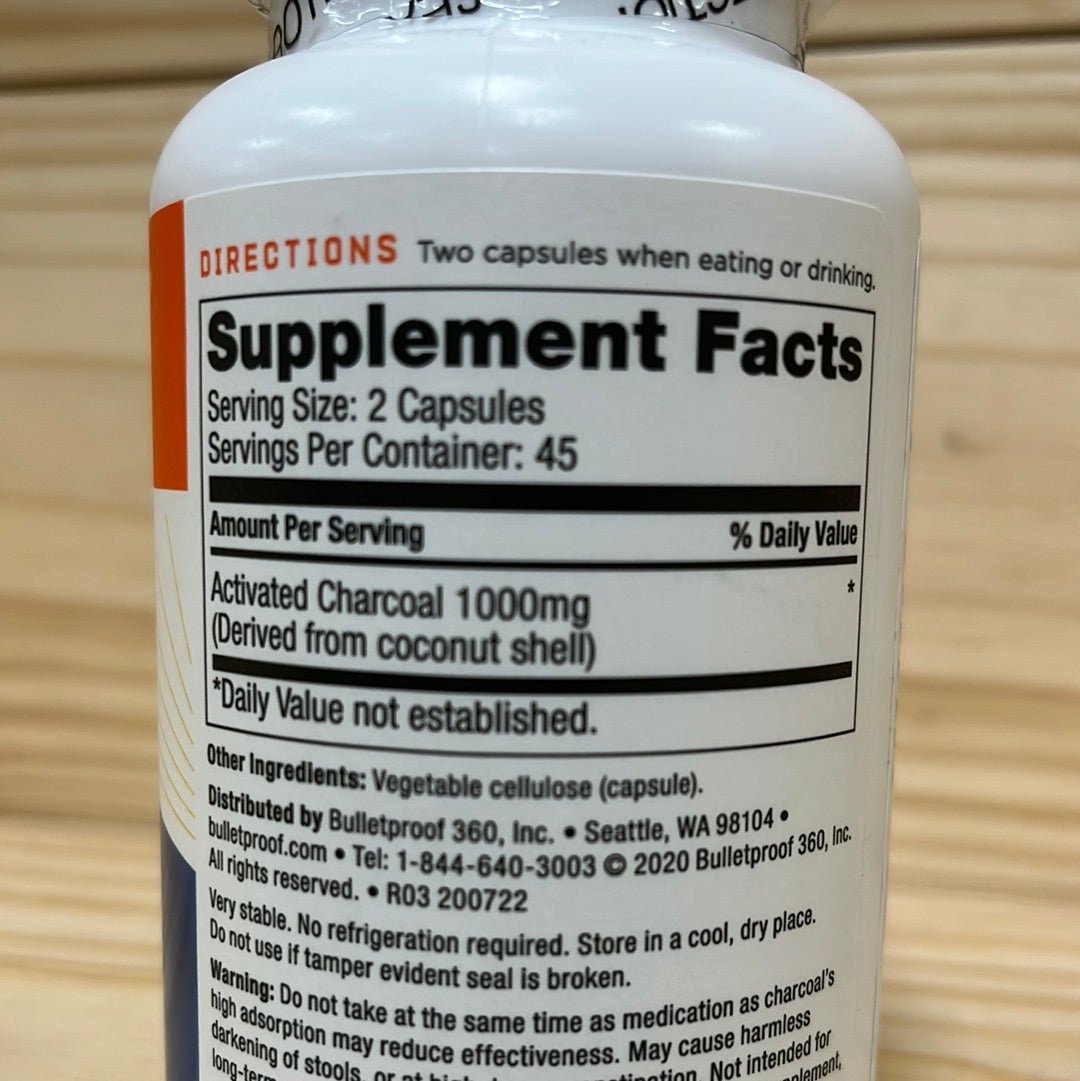 DIRECTIONS Two capsules when eating or drinking.
Supplement Facts
Serving Size: 2 Capsules
Servings Per Container: 45
Amount Per Serving % Daily Value
Activated Charcoal 1000mg *
(Derived from coconut shell)
*Daily Value not established.
Other Ingredients: Vegetable cellulose (capsule).
Distributed by Bulletproof 360, Inc. • Seattle, WA 98104 •
bulletproof.com • Tel: 1-844-640-3003 © 2020 Bulletproof 360, Inc.
All rights reserved. • R03 200722
Very stable. No refrigeration required. Store in a cool, dry place.
Do not use if tamper evident seal is broken.
Warning: Do not take at the same time as medication as charcoal's
high adsorption may reduce effectiveness. May cause harmless
darkening of stools, or at Not intended for